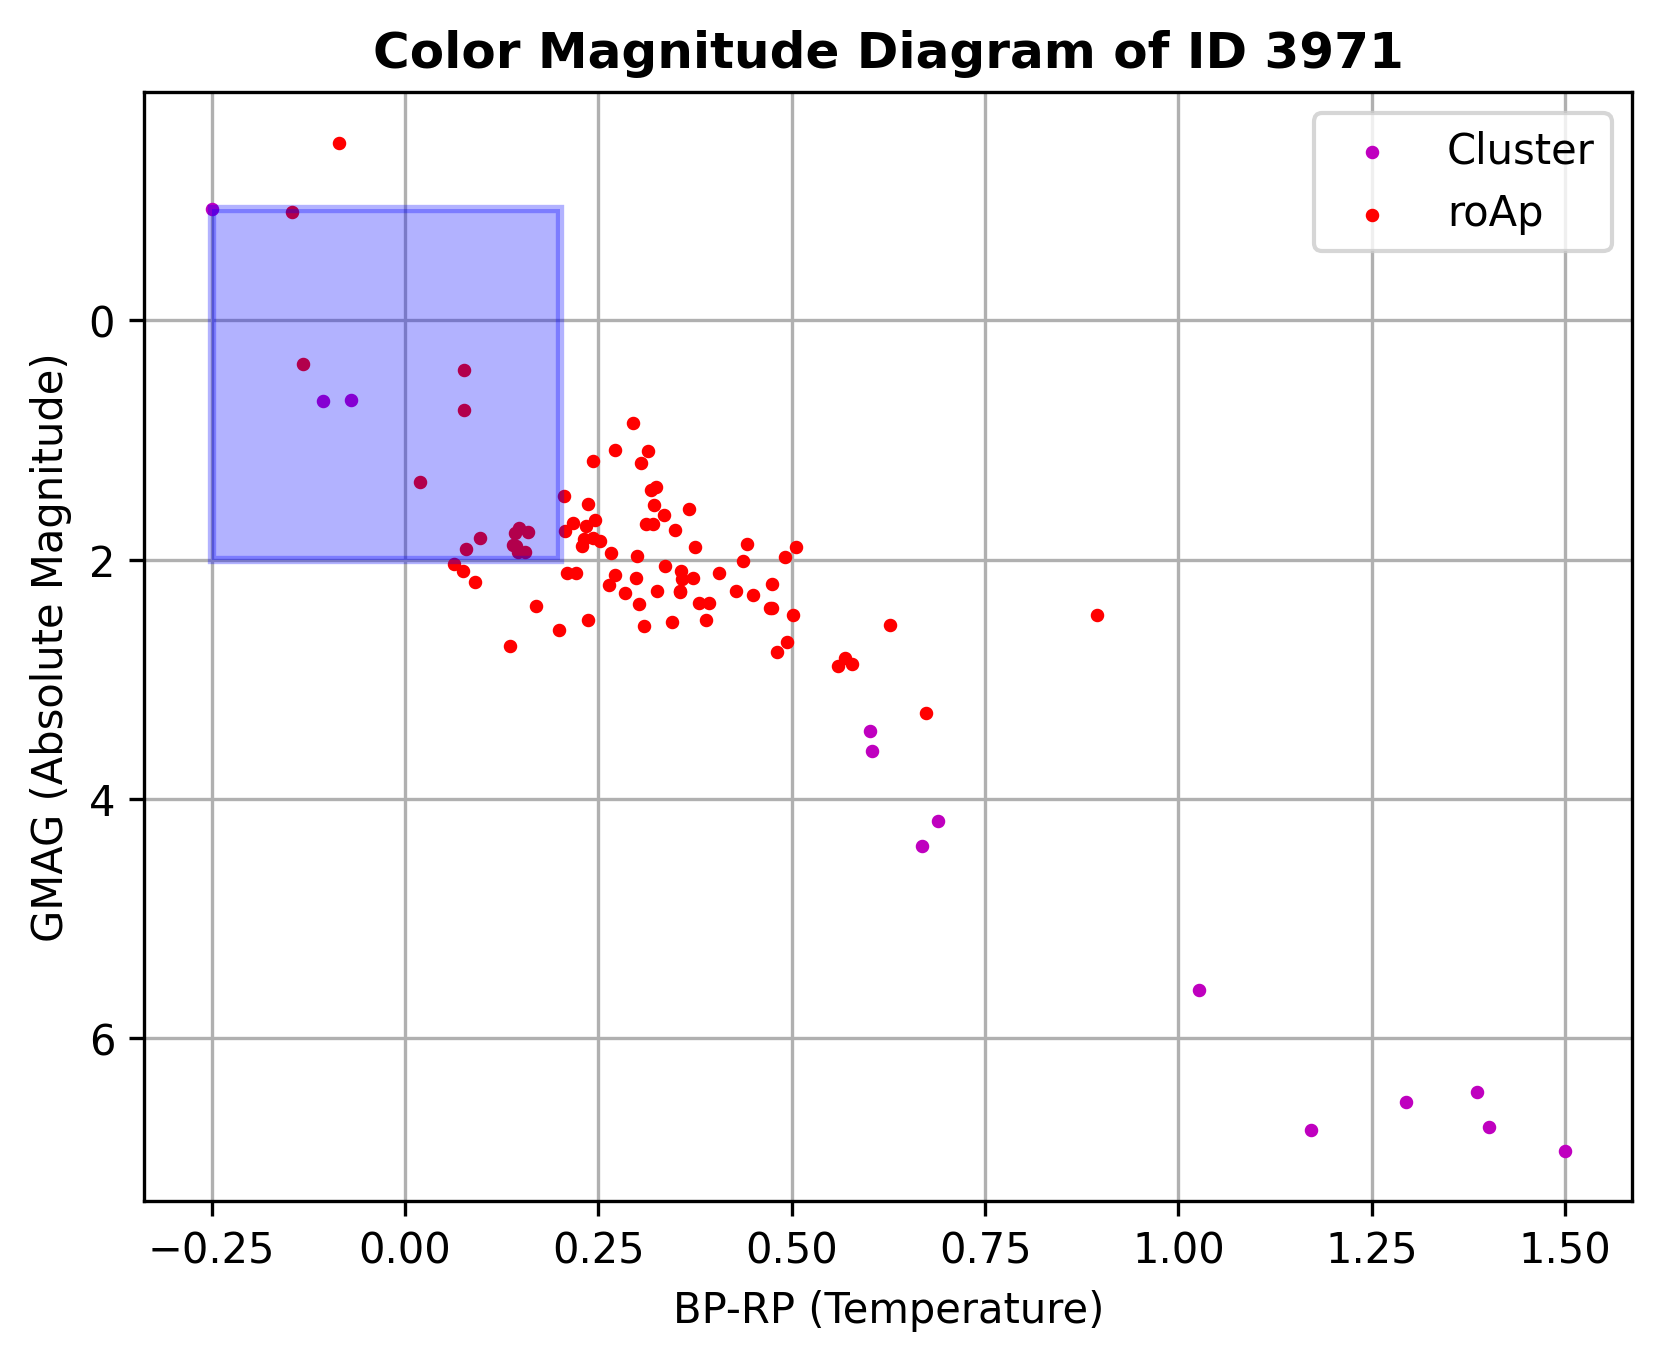 Color Magnitude Diagram of ID 3971
Cluster
roAp
GMAG (Absolute Magnitude)
0
2
4
6
−0.25 0.00 0.25 0.50 0.75 1.00 1.25 1.50
BP-RP (Temperature)